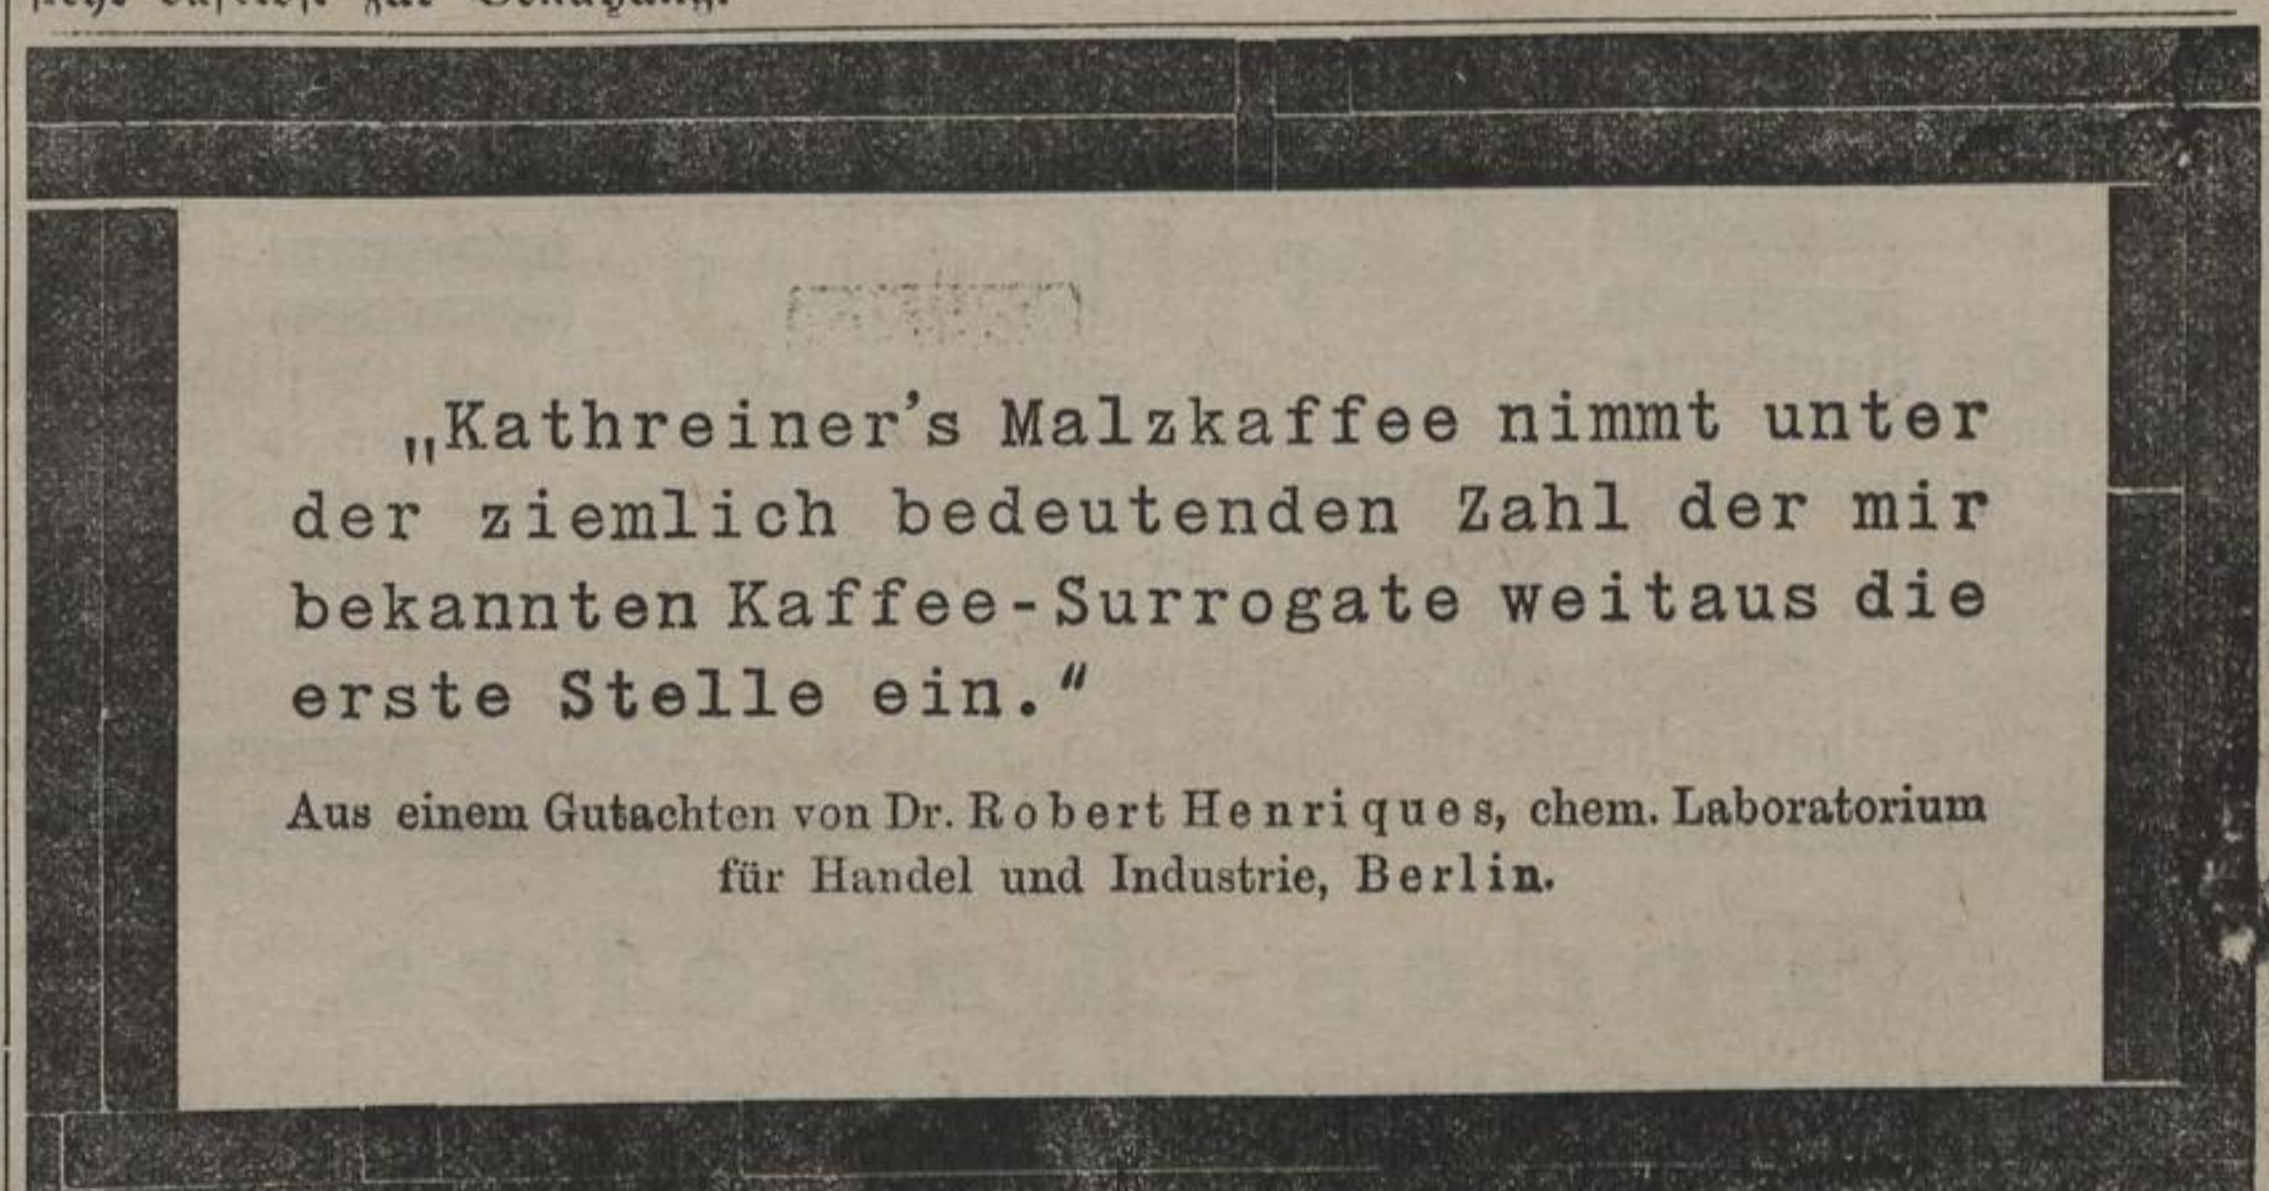 zur
„Kathreiner’s Malzkaffee nimmt unter
der ziemlich bedeutenden Zahl der mir
bekannten Kaffee-Surrogate weitaus die
erste Stelle ein.“
Aus einem Gutachten von Dr. Robert Henriques, chem. Laboratorium
für Handel und Industrie, Berlin.